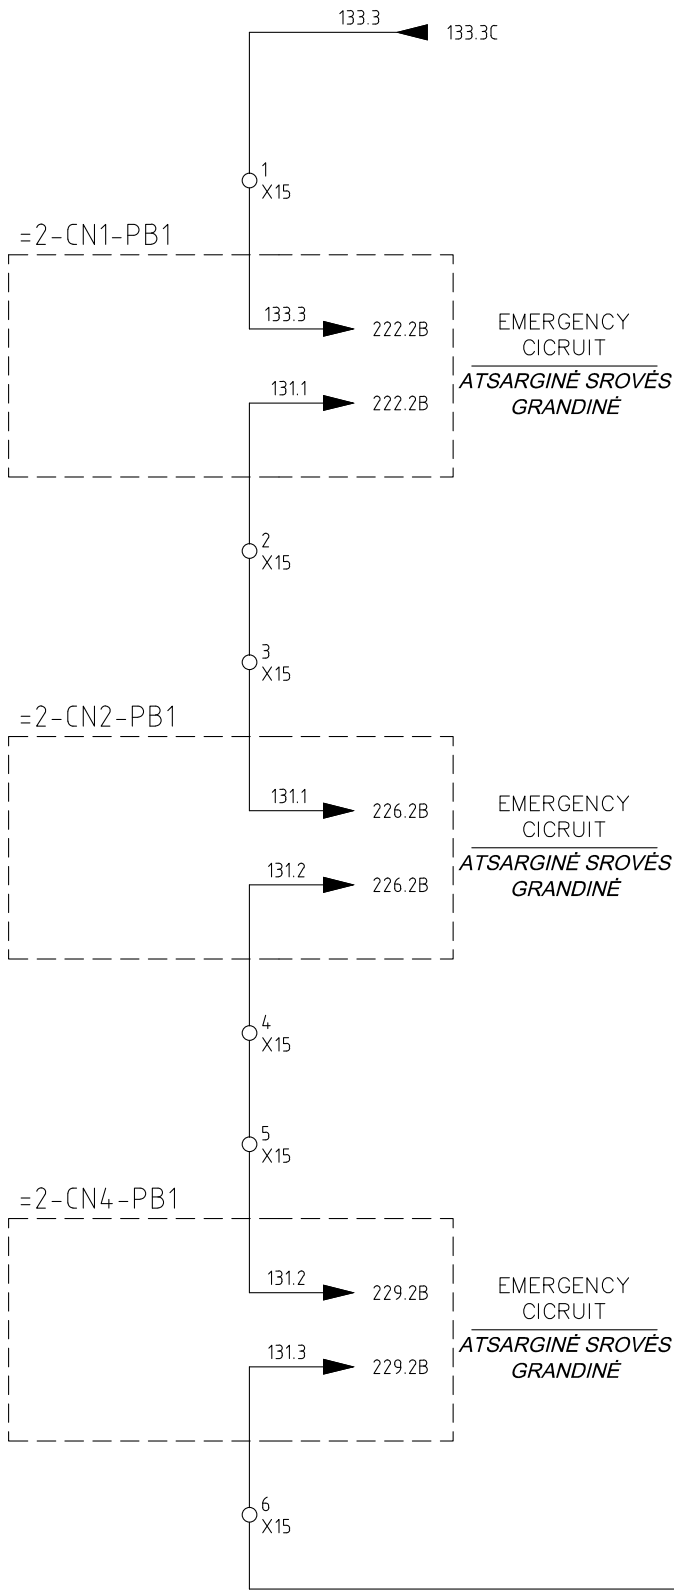 133.3
133.3C
1
X15
=2-CN1-PB1
133.3
222.2B
EMERGENCY
CICRUIT
ATSARGINĖ SROVĖS
GRANDINĖ
131.1
222.2B
2
X15
3
X15
=2-CN2-PB1
131.1
226.2B
EMERGENCY
CICRUIT
ATSARGINĖ SROVĖS
GRANDINĖ
131.2
226.2B
4
X15
5
X15
=2-CN4-PB1
131.2
229.2B
EMERGENCY
CICRUIT
ATSARGINĖ SROVĖS
GRANDINĖ
131.3
229.2B
6
X15